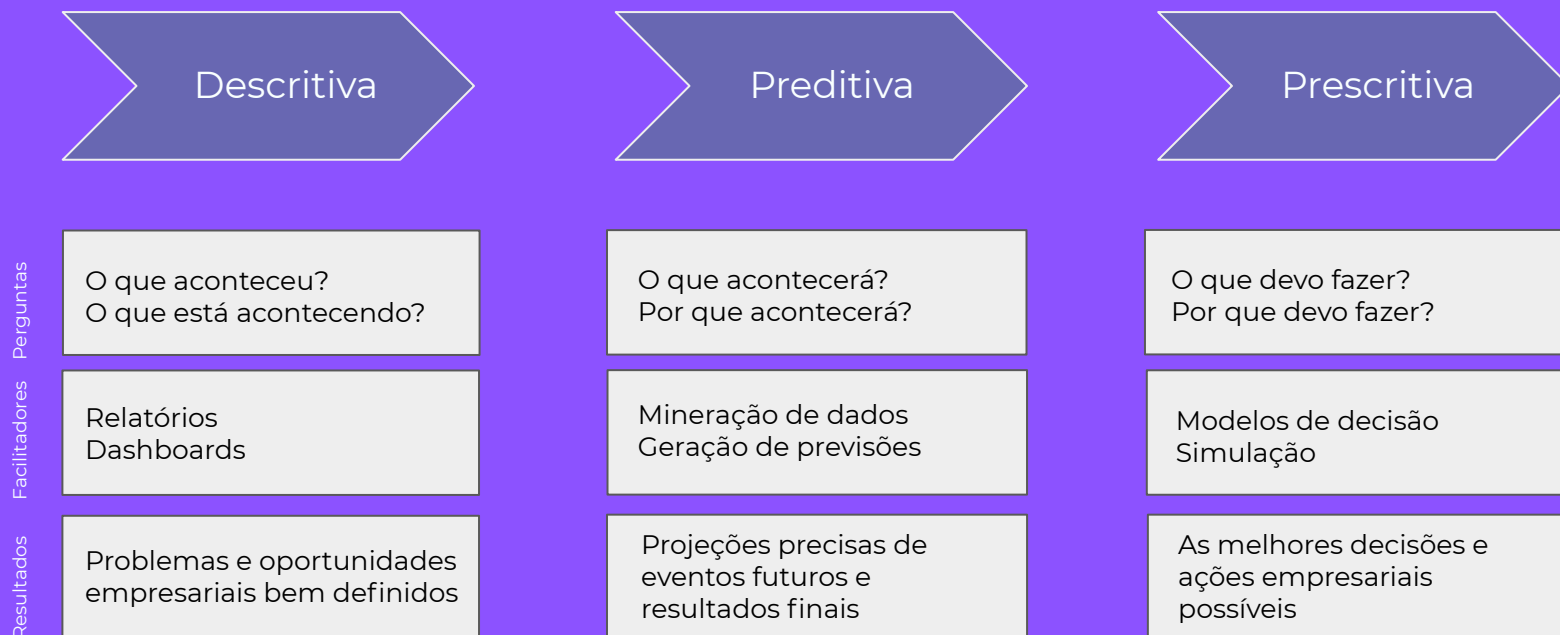 Descritiva
Preditiva
Prescritiva
Perguntas
O que aconteceu?
O que está acontecendo?
O que acontecerá?
Por que acontecerá?
O que devo fazer?
Por que devo fazer?
Facilitadores
Relatórios
Dashboards
Mineração de dados
Geração de previsões
Modelos de decisão
Simulação
Resultados
Problemas e oportunidades
empresariais bem definidos
Projeções precisas de
eventos futuros e
resultados finais
As melhores decisões e
ações empresariais
possíveis